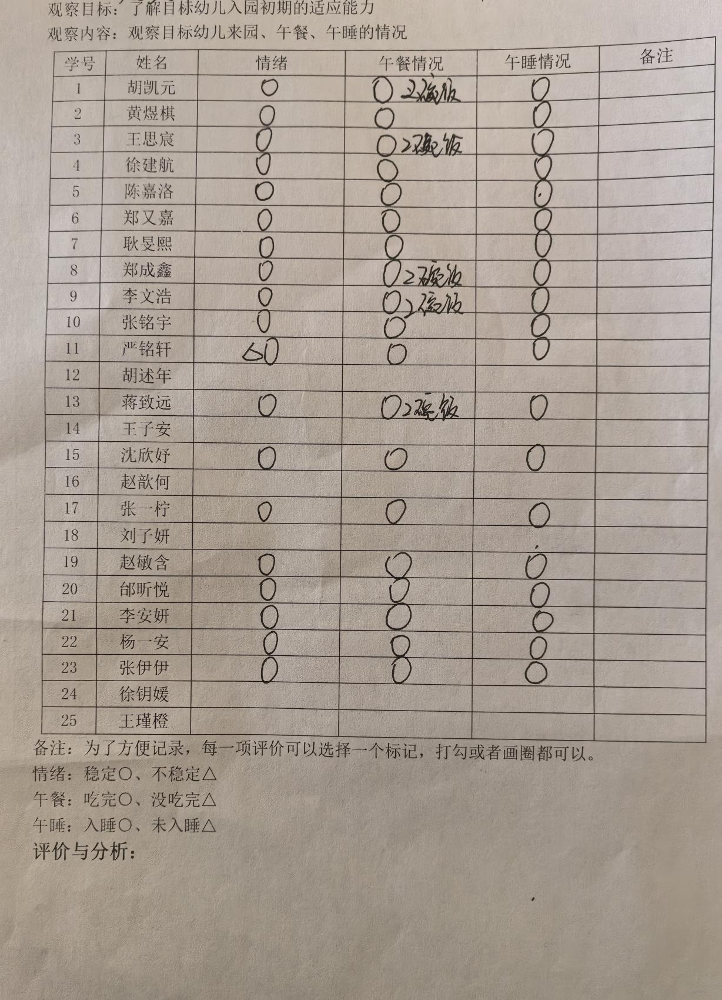 观察目标：了解目标幼儿入园初期的适应能力
观察内容：观察目标幼儿来园、午餐、午睡的情况
学号 姓名 情绪 午餐情况 午睡情况 备注
1 胡凯元 ○ ○ 2碗饭 ○
2 黄煜棋 ○ ○ ○
3 王思宸 ○ ○ 2碗饭 ○
4 徐建航 ○ ○ ○
5 陈嘉洛 ○ ○ ○
6 郑又嘉 ○ ○ ○
7 耿旻熙 ○ ○ ○
8 郑成鑫 ○ ○ 2碗饭 ○
9 李文浩 ○ ○ 2碗饭 ○
10 张铭宇 ○ ○ ○
11 严铭轩 △○ ○ ○
12 胡述年
13 蒋致远 ○ ○ 2碗饭 ○
14 王子安
15 沈欣妤 ○ ○ ○
16 赵歆何
17 张一柠 ○ ○ ○
18 刘子妍
19 赵敏含 ○ ○ ○
20 邰昕悦 ○ ○ ○
21 李安妍 ○ ○ ○
22 杨一安 ○ ○ ○
23 张伊伊 ○ ○ ○
24 徐钥媛
25 王瑾橙
备注：为了方便记录，每一项评价可以选择一个标记，打勾或者画圈都可以。
情绪：稳定○、不稳定△
午餐：吃完○、没吃完△
午睡：入睡○、未入睡△
评价与分析：